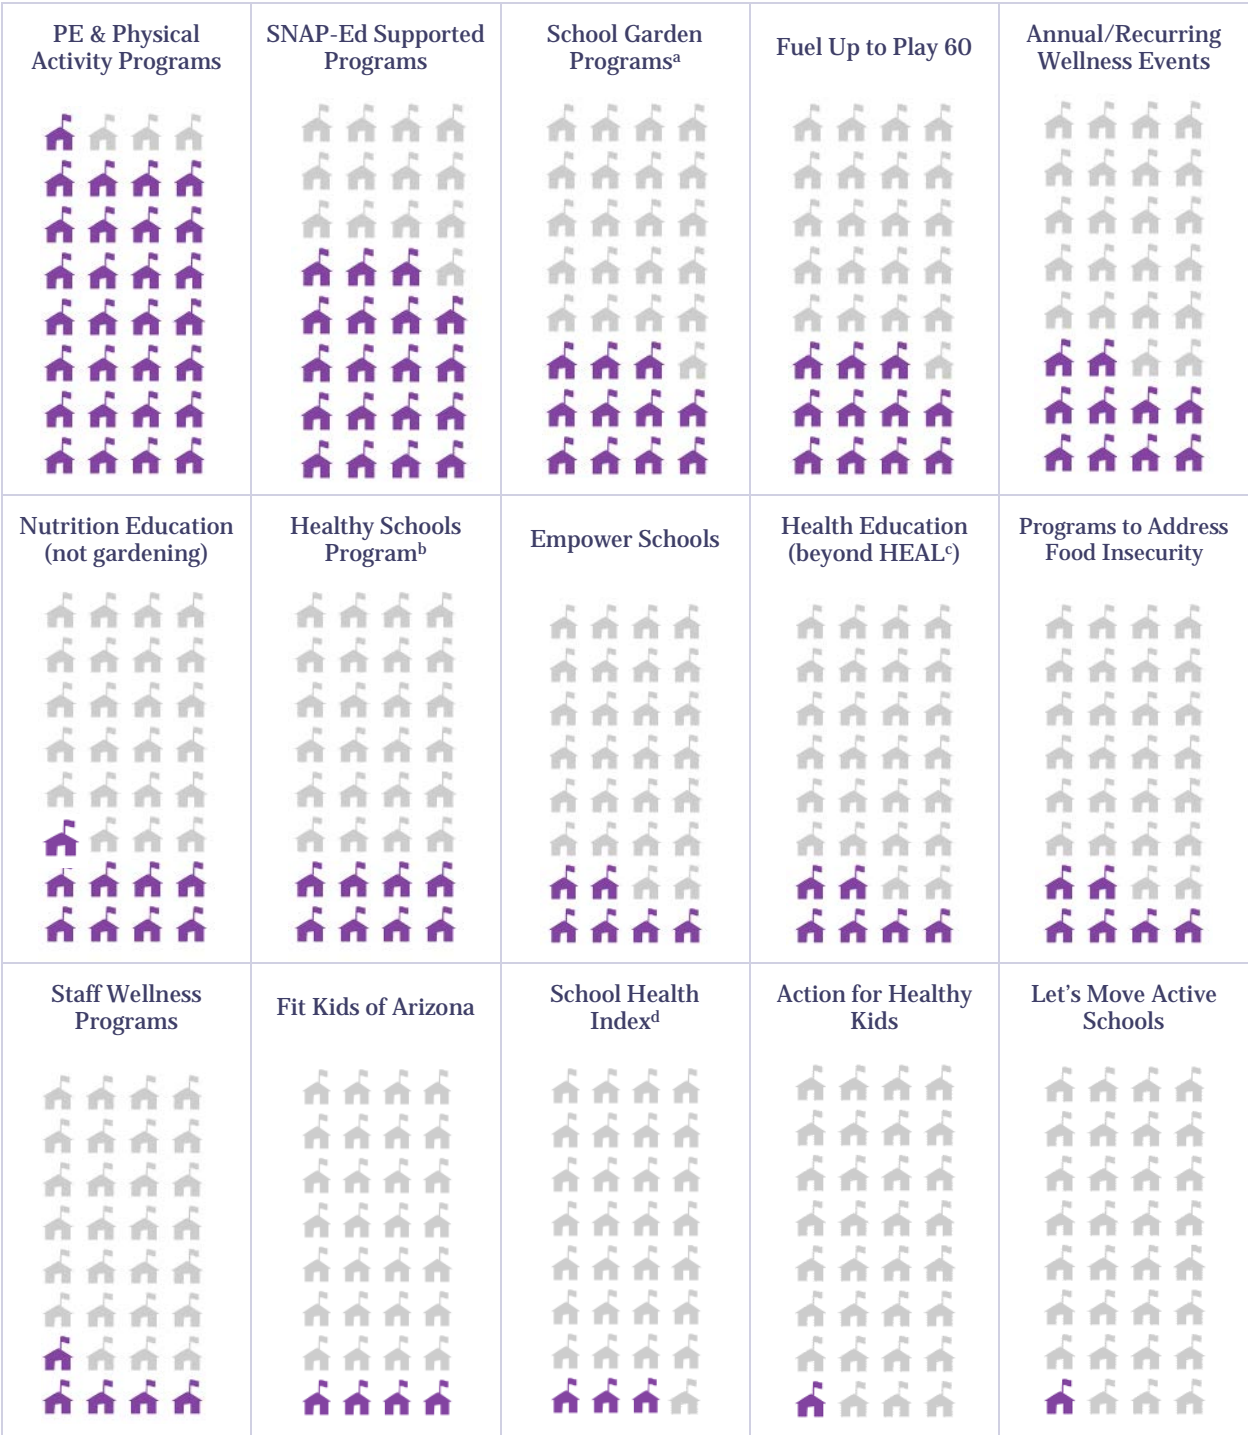 PE & Physical
Activity Programs
SNAP-Ed Supported
Programs
School Garden
Programsᵃ
Fuel Up to Play 60
Annual/Recurring
Wellness Events
Nutrition Education
(not gardening)
Healthy Schools
Programᵇ
Empower Schools
Health Education
(beyond HEALᶜ)
Programs to Address
Food Insecurity
Staff Wellness
Programs
Fit Kids of Arizona
School Health
Indexᵈ
Action for Healthy
Kids
Let's Move Active
Schools